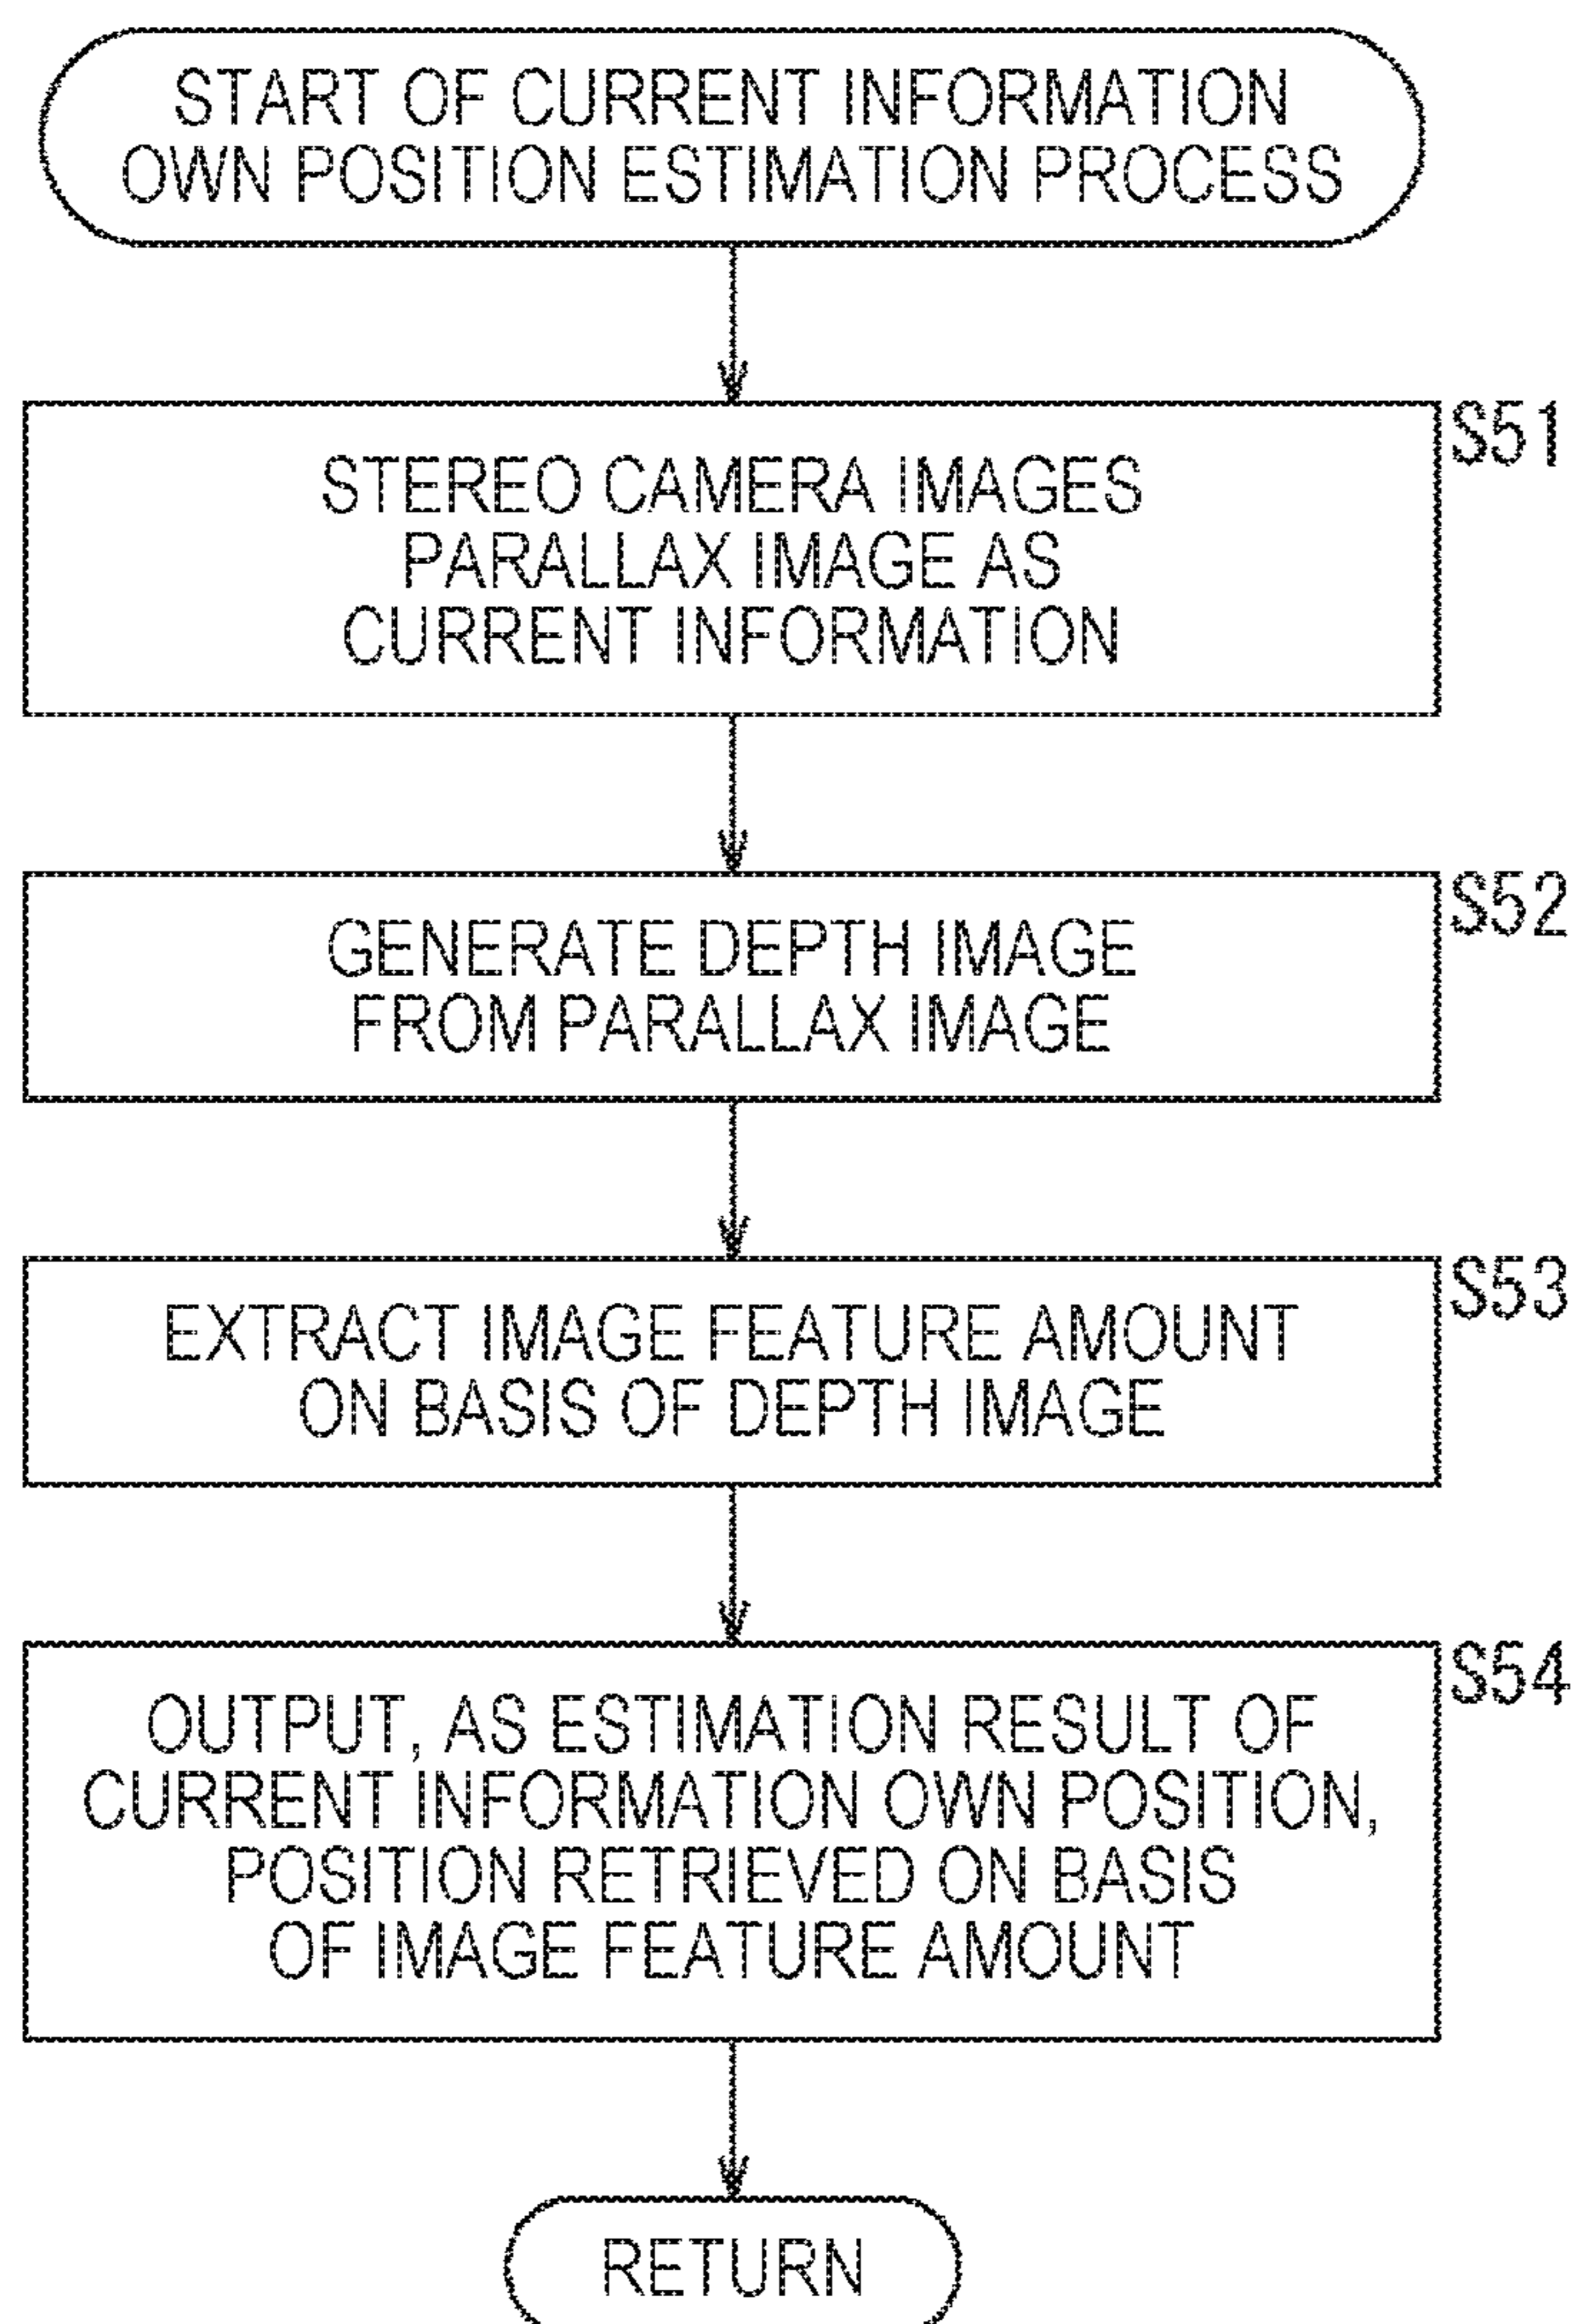 START OF CURRENT INFORMATION
OWN POSITION ESTIMATION PROCESS
S51
STEREO CAMERA IMAGES
PARALLAX IMAGE AS
CURRENT INFORMATION
S52
GENERATE DEPTH IMAGE
FROM PARALLAX IMAGE
S53
EXTRACT IMAGE FEATURE AMOUNT
ON BASIS OF DEPTH IMAGE
S54
OUTPUT, AS ESTIMATION RESULT OF
CURRENT INFORMATION OWN POSITION,
POSITION RETRIEVED ON BASIS
OF IMAGE FEATURE AMOUNT
RETURN